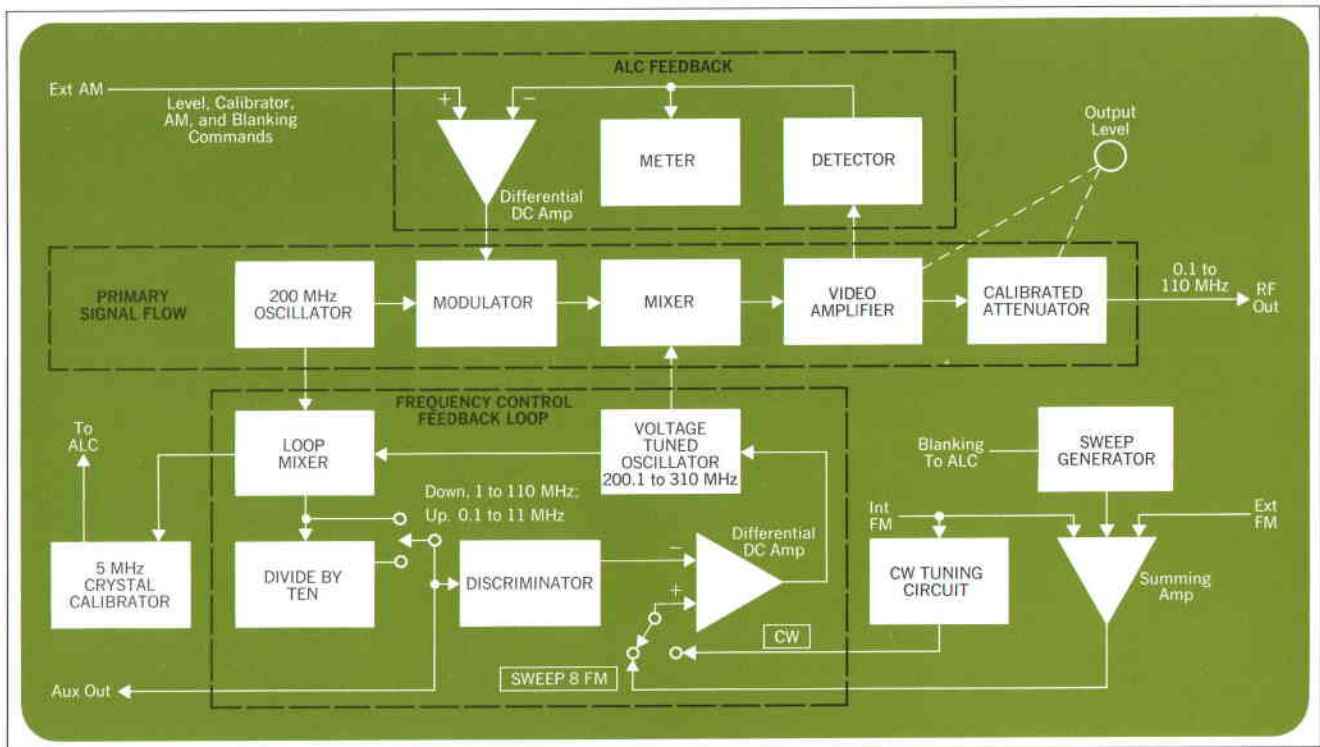 ALC FEEDBACK
Ext AM
Level, Calibrator,
AM, and Blanking
Commands
+
−
METER
DETECTOR
Output
Level
Differential
DC Amp
PRIMARY
SIGNAL FLOW
200 MHz
OSCILLATOR
MODULATOR
MIXER
VIDEO
AMPLIFIER
CALIBRATED
ATTENUATOR
0.1 to
110 MHz
RF
Out
FREQUENCY CONTROL
FEEDBACK LOOP
To
ALC
LOOP
MIXER
VOLTAGE
TUNED
OSCILLATOR
200.1 to 310 MHz
Blanking
To ALC
SWEEP
GENERATOR
Down, 1 to 110 MHz;
Up, 0.1 to 11 MHz
Int
FM
Ext
FM
5 MHz
CRYSTAL
CALIBRATOR
DIVIDE BY
TEN
DISCRIMINATOR
−
+
Differential
DC Amp
CW TUNING
CIRCUIT
Summing
Amp
CW
SWEEP 8 FM
Aux Out